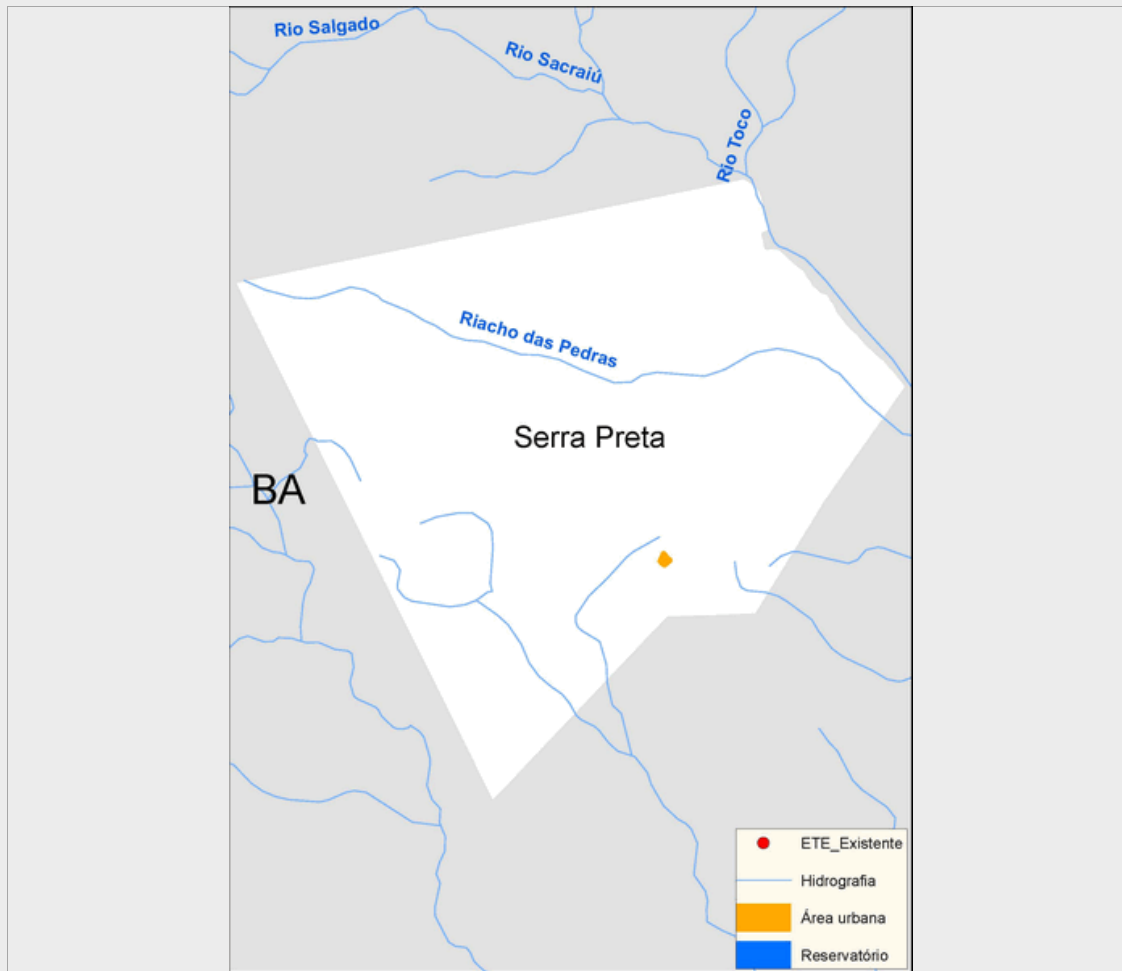 Rio Salgado
Rio Sacraiú
Rio Toco
Riacho das Pedras
Serra Preta
BA
ETE_Existente
Hidrografia
Área urbana
Reservatório